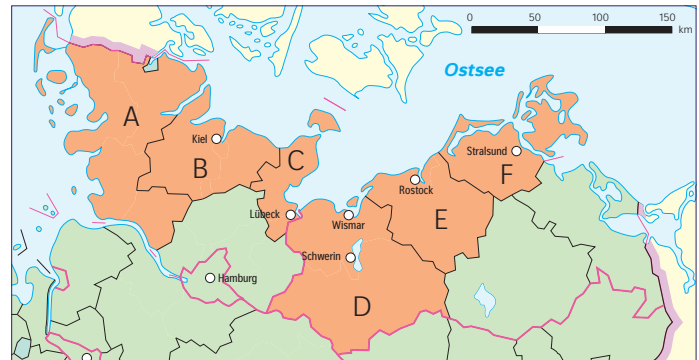 0 50 100 150
km
Ostsee
A
Kiel
B
C
Stralsund
F
Rostock
Lübeck
Wismar
E
Schwerin
Hamburg
D